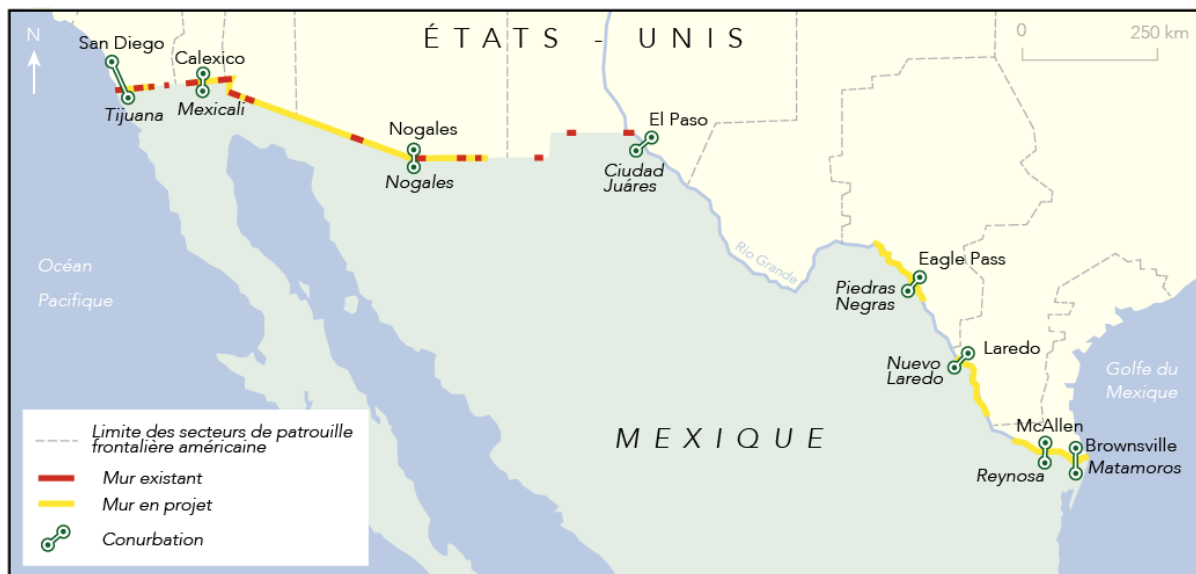 ÉTATS - UNIS
N
0 250 km
San Diego
Calexico
Tijuana
Mexicali
Nogales
Nogales
El Paso
Ciudad
Juáres
Rio Grande
Océan
Pacifique
Eagle Pass
Piedras
Negras
Laredo
Nuevo
Laredo
Golfe du
Mexique
MEXIQUE
McAllen
Reynosa
Brownsville
Matamoros
Limite des secteurs de patrouille
frontalière américaine
Mur existant
Mur en projet
Conurbation